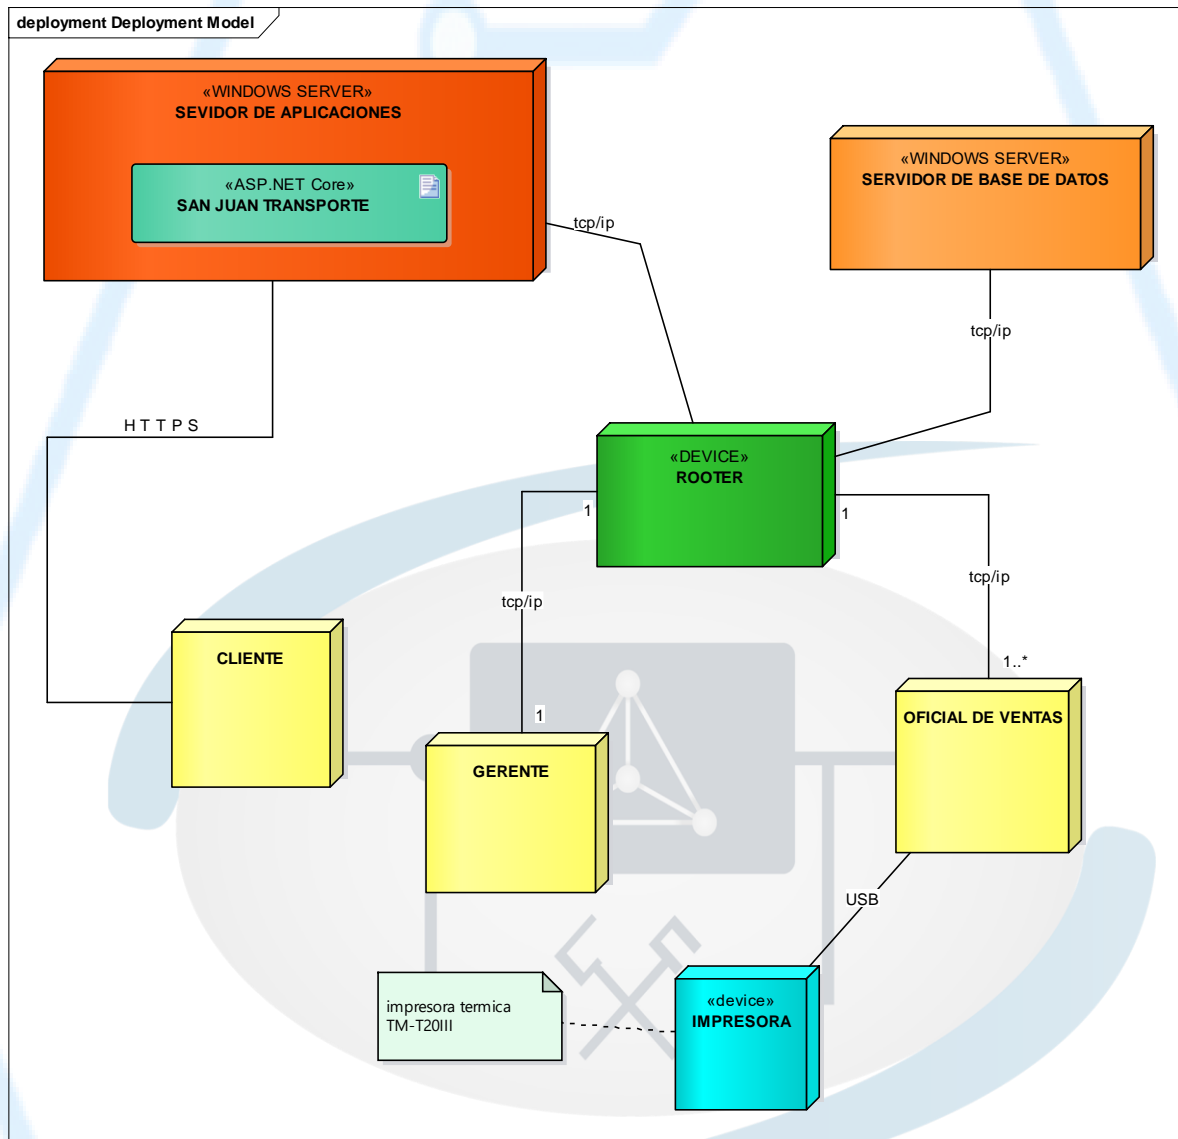 deployment Deployment Model
«WINDOWS SERVER»
SEVIDOR DE APLICACIONES
«ASP.NET Core»
SAN JUAN TRANSPORTE
«WINDOWS SERVER»
SERVIDOR DE BASE DE DATOS
tcp/ip
tcp/ip
HTTPS
«DEVICE»
ROOTER
1
1
tcp/ip
tcp/ip
CLIENTE
1..*
1
OFICIAL DE VENTAS
GERENTE
USB
impresora termica
TM-T20III
«device»
IMPRESORA